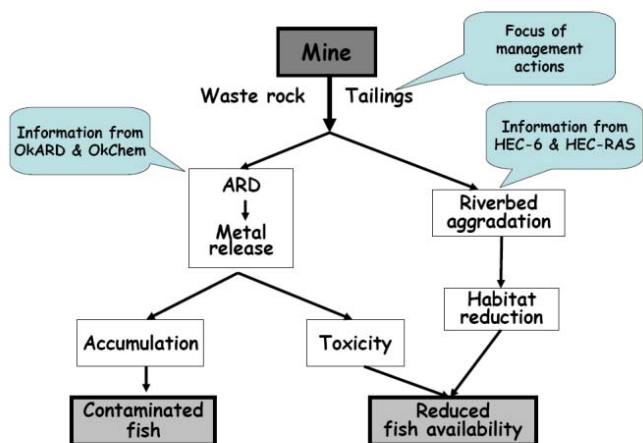 Mine
Focus of
management
actions
Waste rock
Tailings
Information from
OkARD & OkChem
Information from
HEC-6 & HEC-RAS
ARD
Metal
release
Riverbed
aggradation
Habitat
reduction
Accumulation
Toxicity
Contaminated
fish
Reduced
fish availability